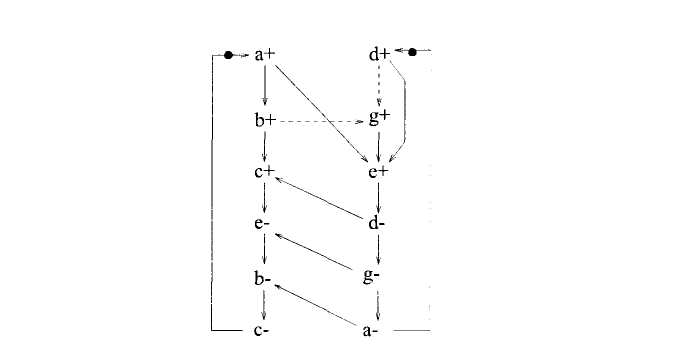 a+ d+
b+ g+
c+ e+
e- d-
b- g-
c- a-